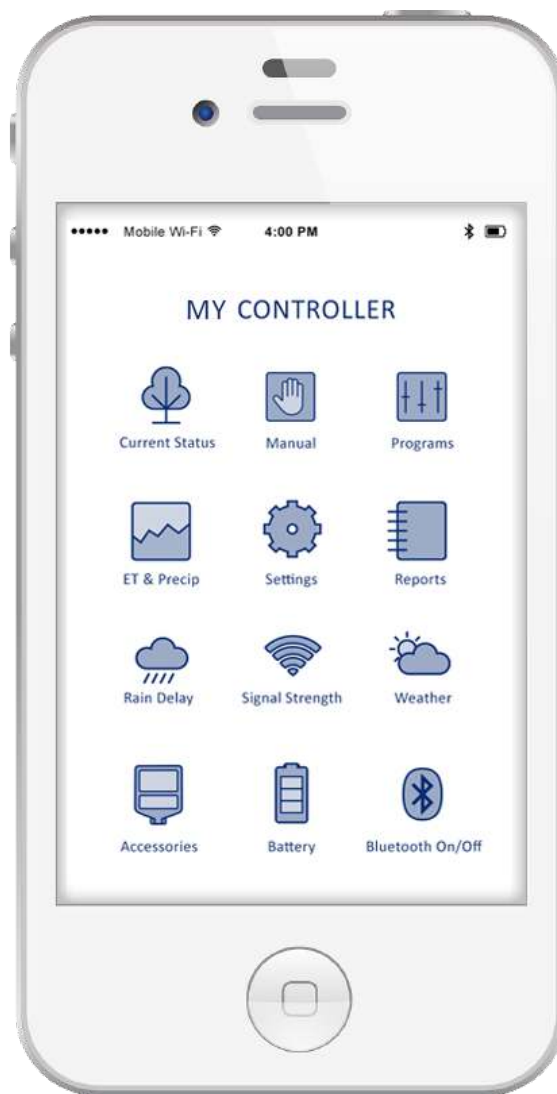 Mobile Wi-Fi 4:00 PM
MY CONTROLLER
Current Status Manual Programs
ET & Precip Settings Reports
Rain Delay Signal Strength Weather
Accessories Battery Bluetooth On/Off